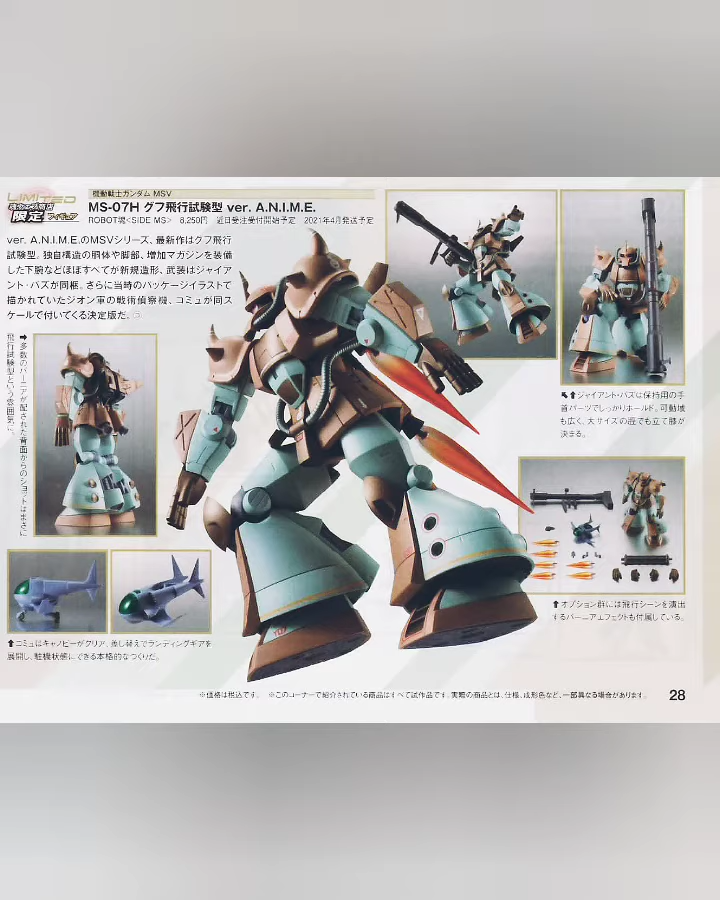 LIMITED
魂ウェブ商店
限定フィギュア
機動戦士ガンダム MSV
MS-07H グフ飛行試験型 ver. A.N.I.M.E.
ROBOT魂<SIDE MS> 8,250円 近日受注受付開始予定 2021年4月発送予定
ver. A.N.I.M.E.のMSVシリーズ、最新作はグフ飛行
試験型。独自構造の胴体や脚部、増加マガジンを装備
した下腕などほぼすべてが新規造形、武装はジャイア
ント・バズが同梱。さらに当時のパッケージイラストで
描かれていたジオン軍の戦術偵察機、コミュが同ス
ケールで付いてくる決定版だ。
➡多数のバーニアが配された背面からのショットはまさに
飛行試験型という雰囲気だ。
⬉⬆ジャイアント・バズは保持用の手
首パーツでしっかりホールド。可動域
も広く、大サイズの逗でも立て膝が
決まる。
⬆オプション群には飛行シーンを演出
するバーニアエフェクトも付属している。
⬆コミュはキャノピーがクリア、差し替えでランディングギアを
展開し、駐機状態にできる本格的なつくりだ。
※価格は税込です。 ※このコーナーで紹介されている商品はすべて試作品です。実際の商品とは、仕様、成形色など、一部異なる場合があります。
28